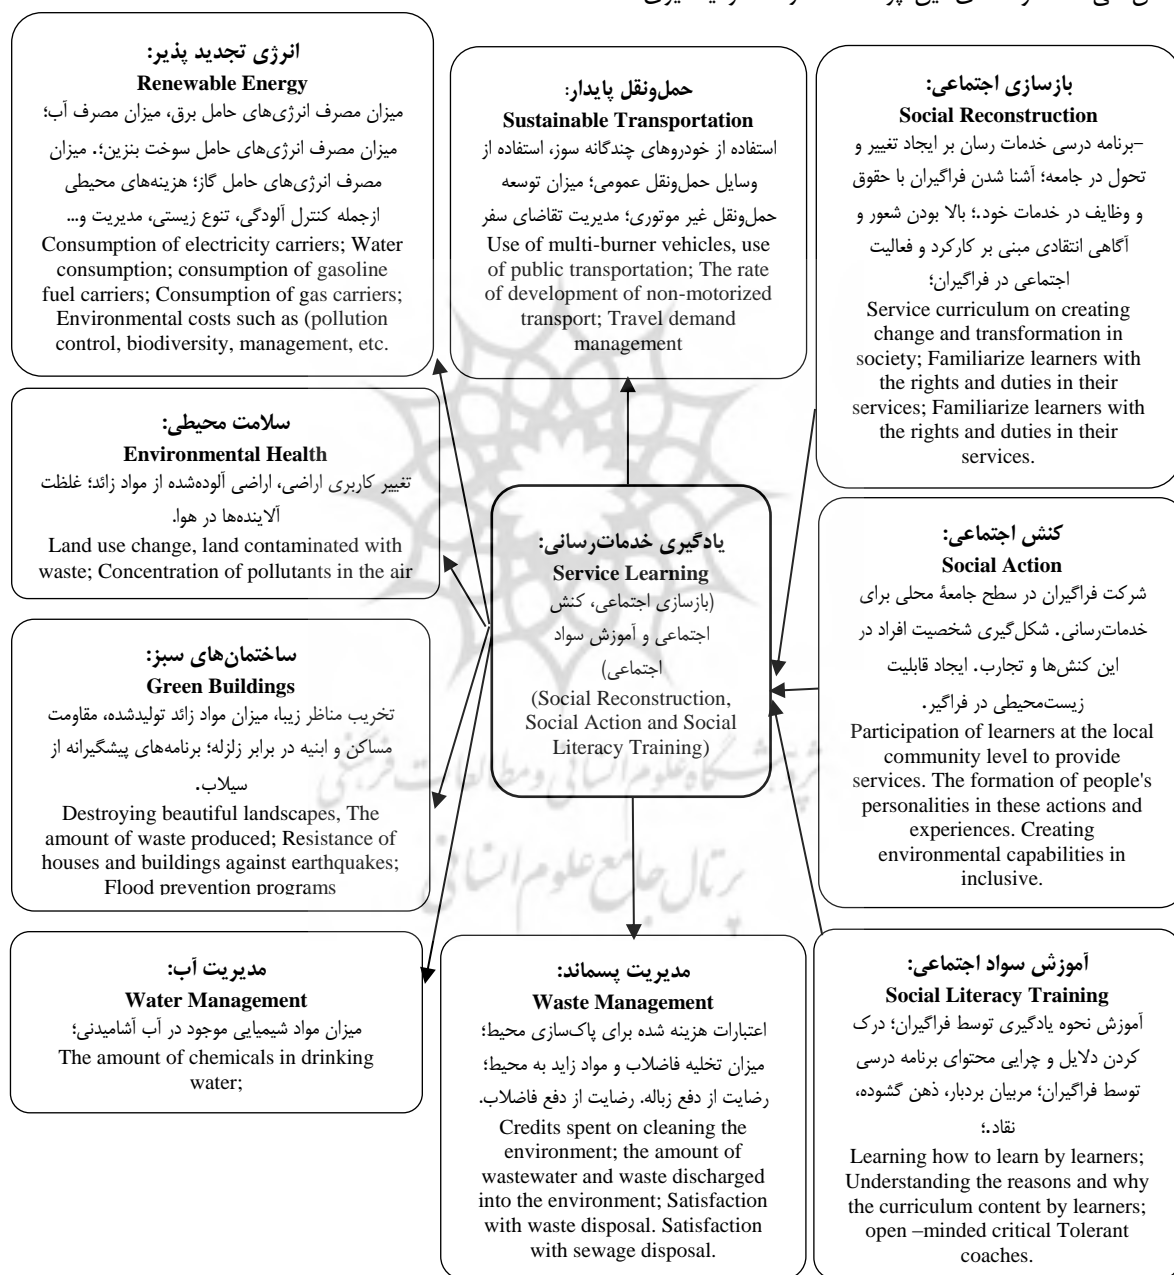 انرژی تجدید پذیر:
Renewable Energy
میزان مصرف انرژی‌های حامل برق، میزان مصرف آب؛
میزان مصرف انرژی‌های حامل سوخت بنزین؛. میزان
مصرف انرژی‌های حامل گاز؛ هزینه‌های محیطی
ازجمله کنترل آلودگی، تنوع زیستی، مدیریت و...
Consumption of electricity carriers; Water
consumption; consumption of gasoline
fuel carriers; Consumption of gas carriers;
Environmental costs such as (pollution
control, biodiversity, management, etc.
حمل‌ونقل پایدار:
Sustainable Transportation
استفاده از خودروهای چندگانه سوز، استفاده از
وسایل حمل‌ونقل عمومی؛ میزان توسعه
حمل‌ونقل غیر موتوری؛ مدیریت تقاضای سفر
Use of multi-burner vehicles, use
of public transportation; The rate
of development of non-motorized
transport; Travel demand
management
بازسازی اجتماعی:
Social Reconstruction
-برنامه درسی خدمات رسان بر ایجاد تغییر و
تحول در جامعه؛ آشنا شدن فراگیران با حقوق
و وظایف در خدمات خود.؛ بالا بودن شعور و
آگاهی انتقادی مبنی بر کارکرد و فعالیت
اجتماعی در فراگیران؛
Service curriculum on creating
change and transformation in
society; Familiarize learners with
the rights and duties in their
services; Familiarize learners with
the rights and duties in their
services.
سلامت محیطی:
Environmental Health
تغییر کاربری اراضی، اراضی آلوده‌شده از مواد زائد؛ غلظت
آلاینده‌ها در هوا.
Land use change, land contaminated with
waste; Concentration of pollutants in the air
یادگیری خدمات‌رسانی:
Service Learning
(بازسازی اجتماعی، کنش
اجتماعی و آموزش سواد
اجتماعی)
(Social Reconstruction,
Social Action and Social
Literacy Training)
کنش اجتماعی:
Social Action
شرکت فراگیران در سطح جامعهٔ محلی برای
خدمات‌رسانی. شکل‌گیری شخصیت افراد در
این کنش‌ها و تجارب. ایجاد قابلیت
زیست‌محیطی در فراگیر.
Participation of learners at the local
community level to provide
services. The formation of people's
personalities in these actions and
experiences. Creating
environmental capabilities in
inclusive.
ساختمان‌های سبز:
Green Buildings
تخریب مناظر زیبا، میزان مواد زائد تولیدشده، مقاومت
مساکن و ابنیه در برابر زلزله؛ برنامه‌های پیشگیرانه از
سیلاب.
Destroying beautiful landscapes, The
amount of waste produced; Resistance of
houses and buildings against earthquakes;
Flood prevention programs
پژوهشگاه علوم انسانی و مطالعات فرهنگی
پرتال جامع علوم انسانی
مدیریت آب:
Water Management
میزان مواد شیمیایی موجود در آب آشامیدنی؛
The amount of chemicals in drinking
water;
مدیریت پسماند:
Waste Management
اعتبارات هزینه شده برای پاک‌سازی محیط؛
میزان تخلیه فاضلاب و مواد زاید به محیط؛
رضایت از دفع زباله. رضایت از دفع فاضلاب.
Credits spent on cleaning the
environment; the amount of
wastewater and waste discharged
into the environment; Satisfaction
with waste disposal. Satisfaction
with sewage disposal.
آموزش سواد اجتماعی:
Social Literacy Training
آموزش نحوه یادگیری توسط فراگیران؛ درک
کردن دلایل و چرایی محتوای برنامه درسی
توسط فراگیران؛ مربیان بردبار، ذهن گشوده،
نقاد.؛
Learning how to learn by learners;
Understanding the reasons and why
the curriculum content by learners;
open –minded critical Tolerant
coaches.